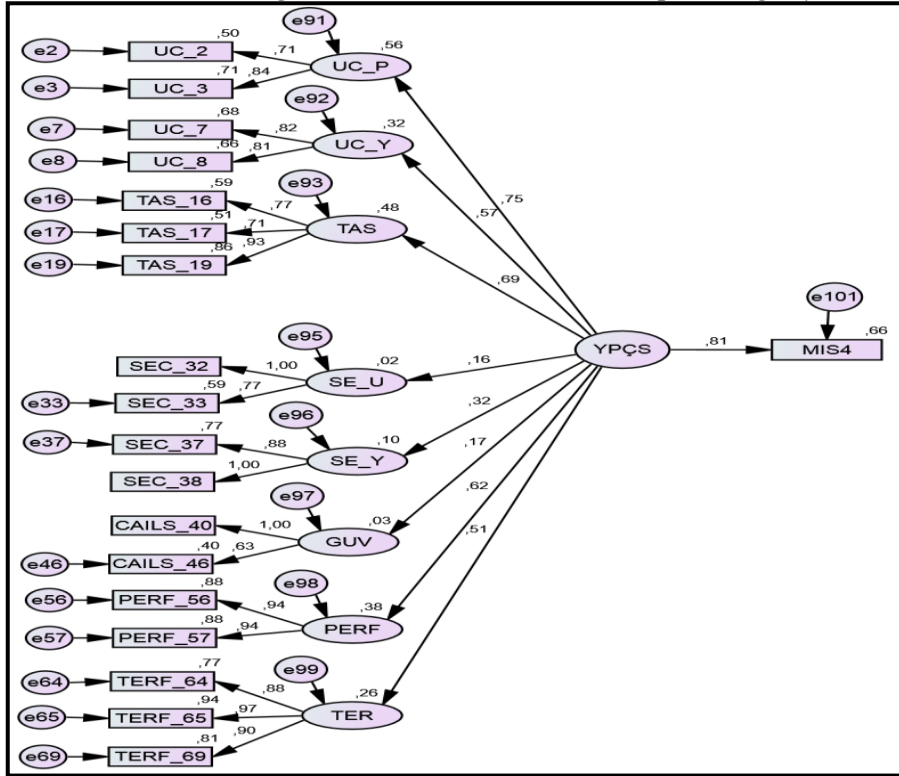 e91
,50
,56
e2
UC_2
,71
UC_P
,71
,84
e3
UC_3
e92
,68
,32
e7
UC_7
,82
UC_Y
,66
,81
e8
UC_8
e93
,59
,75
e16
TAS_16
,77
,48
,57
,51
,71
e17
TAS_17
TAS
,86
,93
e19
TAS_19
,69
e101
,66
e95
YPÇS
,81
MIS4
,02
SEC_32
1,00
,16
SE_U
,59
,77
e33
SEC_33
e96
,32
,77
,10
e37
SEC_37
,88
,17
SE_Y
SEC_38
1,00
e97
,62
CAILS_40
1,00
,03
GUV
,51
,40
,63
e46
CAILS_46
e98
,88
e56
PERF_56
,94
,38
,88
PERF
e57
PERF_57
,94
,77
e99
e64
TERF_64
,88
,26
,94
,97
e65
TERF_65
TER
,81
,90
e69
TERF_69